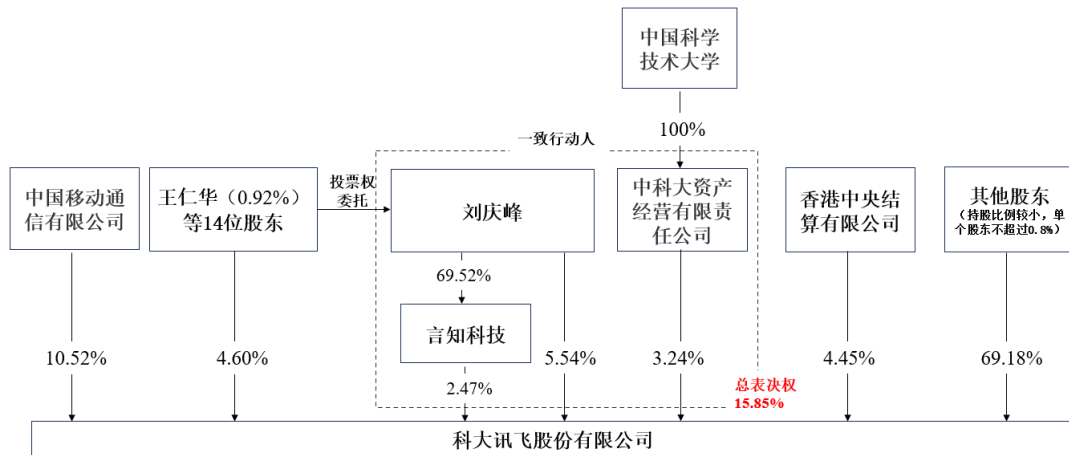 中国科学
技术大学
100%
一致行动人
中国移动通
信有限公司
王仁华（0.92%）
等14位股东
投票权
委托
刘庆峰
中科大资产
经营有限责
任公司
香港中央结
算有限公司
其他股东
（持股比例较小，单
个股东不超过0.8%）
69.52%
言知科技
10.52%
4.60%
5.54%
3.24%
4.45%
69.18%
2.47%
总表决权
15.85%
科大讯飞股份有限公司